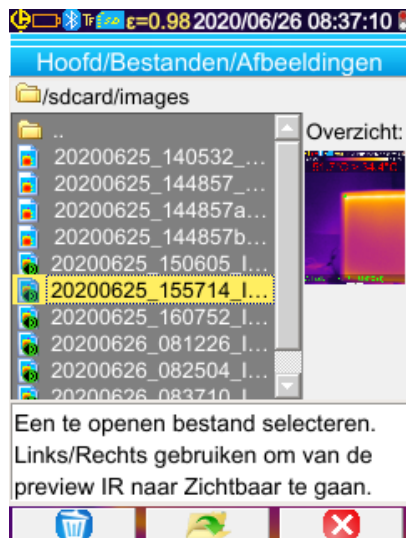 TF ε=0.98 2020/06/26 08:37:10
Hoofd/Bestanden/Afbeeldingen
/sdcard/images
..
Overzicht:
20200625_140532_...
20200625_144857_...
20200625_144857a...
20200625_144857b...
20200625_150605_I...
20200625_155714_I...
20200625_160752_I...
20200626_081226_I...
20200626_082504_I...
20200626_083710_I...
Een te openen bestand selecteren.
Links/Rechts gebruiken om van de
preview IR naar Zichtbaar te gaan.